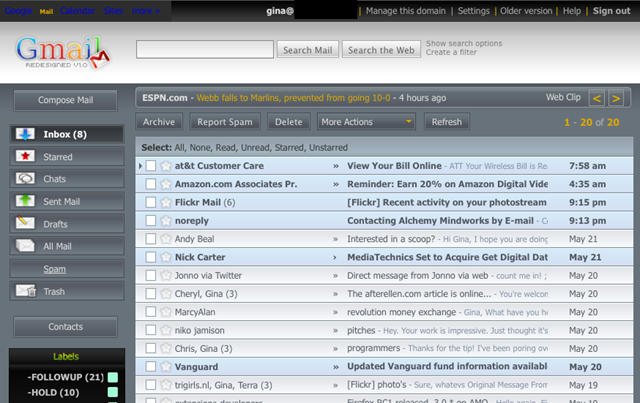 Google Mail Calendar Sites more »
gina@ | Manage this domain | Settings | Older version | Help | Sign out
Gmail
REDESIGNED V1.0
Search Mail Search the Web
Show search options
Create a filter
Compose Mail
ESPN.com - Webb falls to Marlins, prevented from going 10-0 - 4 hours ago Web Clip < >
Archive Report Spam Delete More Actions Refresh 1 - 20 of 20
Select: All, None, Read, Unread, Starred, Unstarred
Inbox (8)
Starred
Chats
Sent Mail
Drafts
All Mail
Spam
Trash
Contacts
Labels
-FOLLOWUP (21)
-HOLD (10)
at&t Customer Care » View Your Bill Online - ATT Your Wireless Bill is Re 7:58 am
Amazon.com Associates Pr. » Reminder: Earn 20% on Amazon Digital Vide 4:35 am
Flickr Mail (6) » [Flickr] Recent activity on your photostream 9:15 pm
noreply » Contacting Alchemy Mindworks by E-mail - C 9:13 pm
Andy Beal » Interested in a scoop? - Hi Gina, I hope you are doing May 21
Nick Carter › MediaTechnics Set to Acquire Get Digital Dat May 21
Jonno via Twitter » Direct message from Jonno via web - count me in! ; May 20
Cheryl, Gina (3) » The afterellen.com article is online... - You're welcome May 20
MarcyAlan » revolution money exchange - Gina, What have you h May 20
niko jamison » pitches - Hey. Your work is impressive. Just thought it's May 20
Chris, Gina (3) » programmers - Thanks for the tip! I've been poring ov May 20
Vanguard » Updated Vanguard fund information availabl May 20
trigirls.nl, Gina, Terra (3) » [Flickr] photo's - Sure, whatevs Original Message From May 19
extensions.developers Firefox PC1 released, 3.0.* on AMO